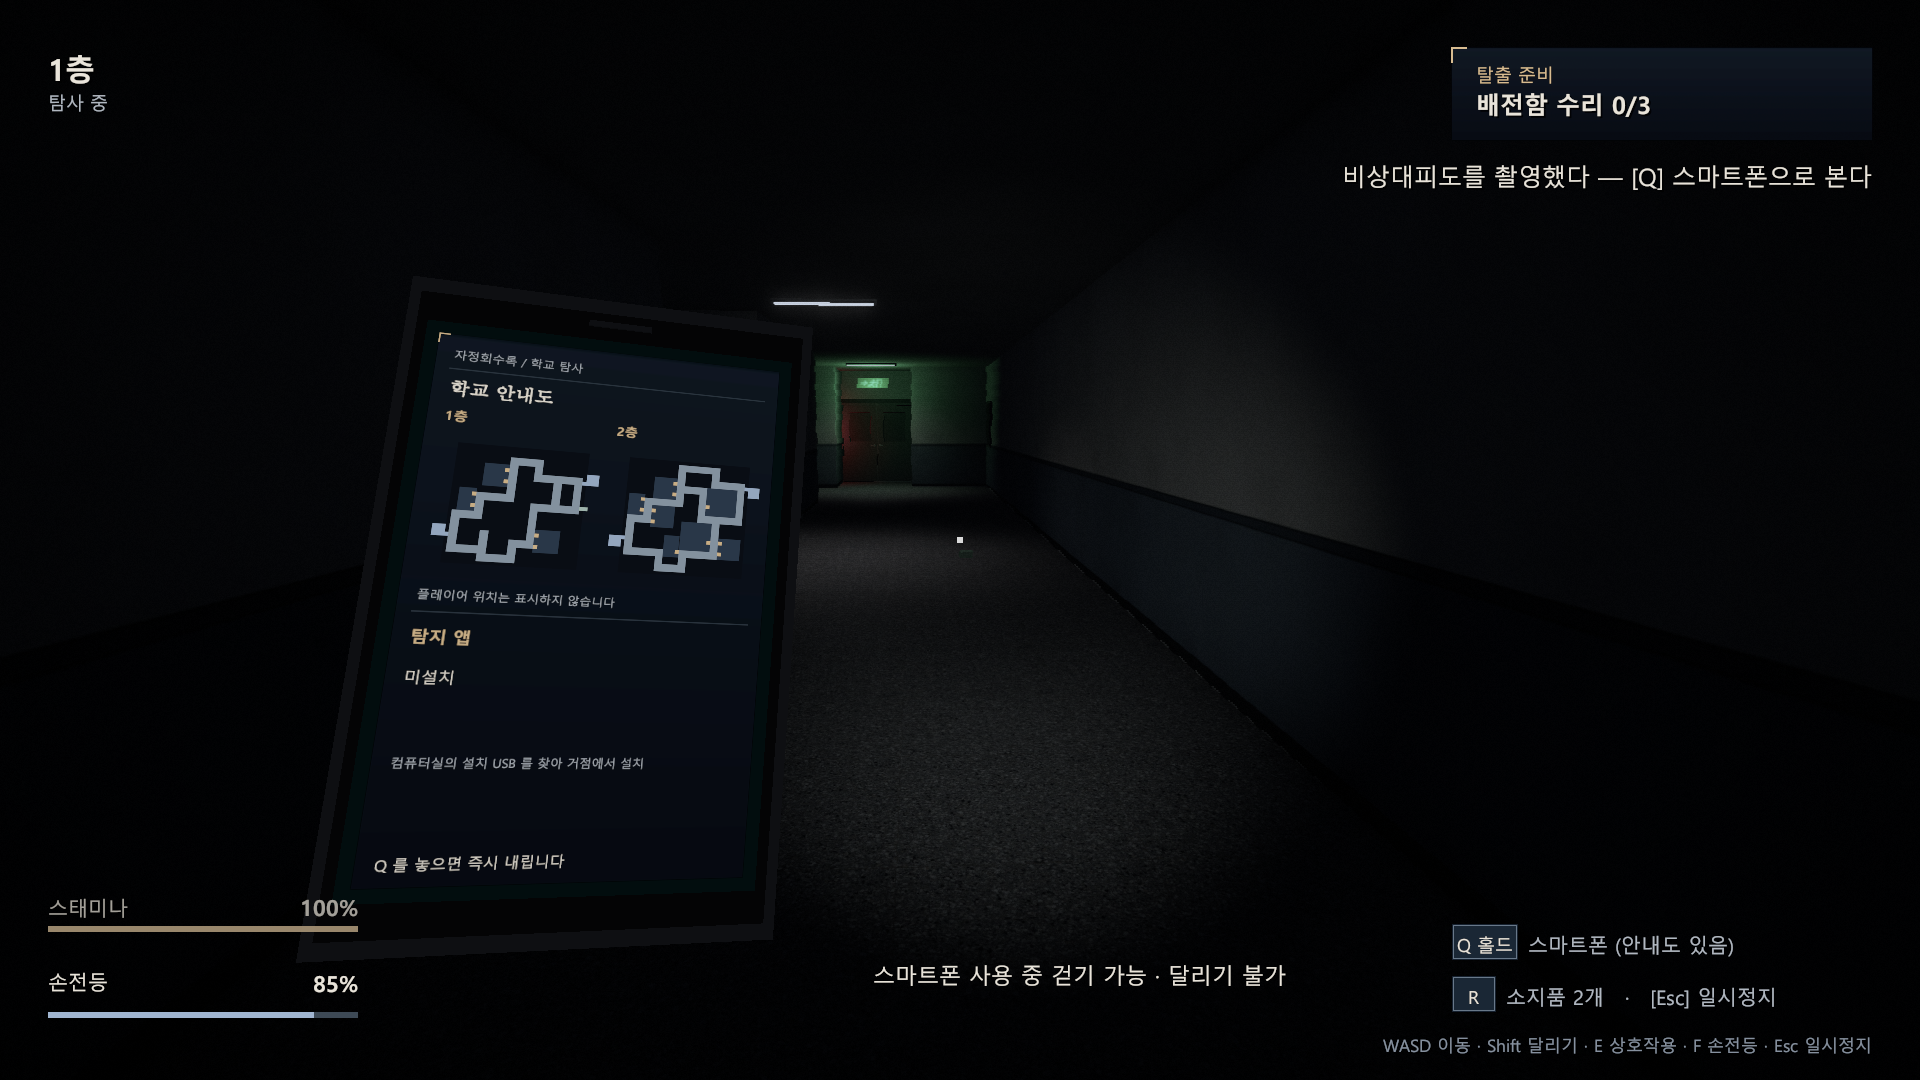 1층
탐사 중
탈출 준비
배전함 수리 0/3
비상대피도를 촬영했다 — [Q] 스마트폰으로 본다
자정회수록 / 학교 탐사
학교 안내도
1층
2층
플레이어 위치는 표시하지 않습니다
탐지 앱
미설치
컴퓨터실의 설치 USB 를 찾아 거점에서 설치
Q 를 놓으면 즉시 내립니다
스태미나 100%
손전등 85%
스마트폰 사용 중 걷기 가능 · 달리기 불가
Q 홀드 스마트폰 (안내도 있음)
R 소지품 2개 · [Esc] 일시정지
WASD 이동 · Shift 달리기 · E 상호작용 · F 손전등 · Esc 일시정지